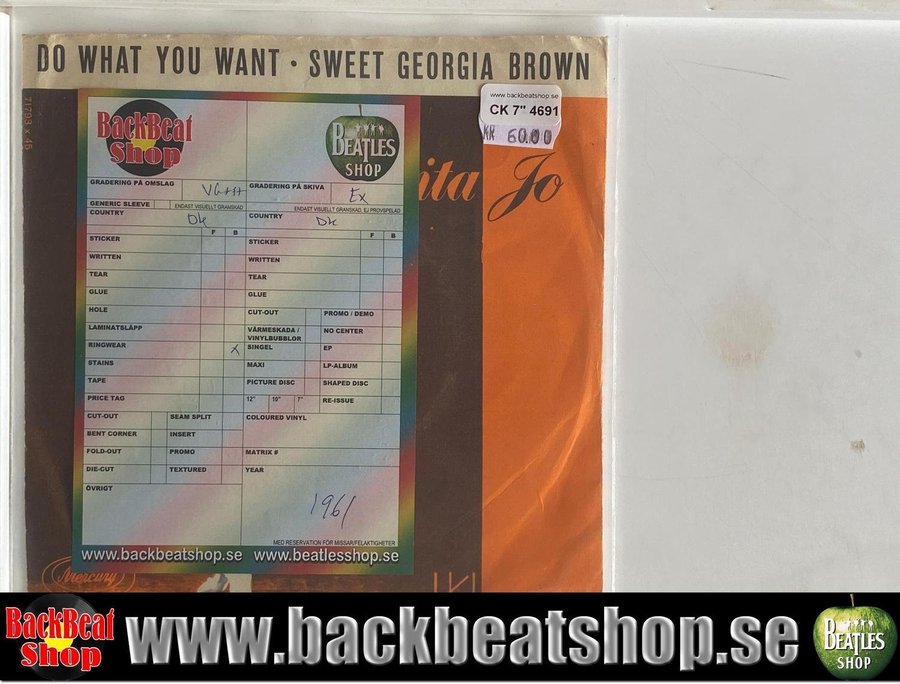 DO WHAT YOU WANT • SWEET GEORGIA BROWN
71793 x 45
www.backbeatshop.se
CK 7" 4691
KR 60.00
ita Jo
BackBeat
Shop
BEATLES
SHOP
GRADERING PÅ OMSLAG VG+++
GRADERING PÅ SKIVA Ex
GENERIC SLEEVE ENDAST VISUELLT GRANSKAD
ENDAST VISUELLT GRANSKAD, EJ PROVSPELAD
COUNTRY Dk
COUNTRY Dk
F B
F B
STICKER
STICKER
WRITTEN
WRITTEN
TEAR
TEAR
GLUE
GLUE
HOLE
CUT-OUT PROMO / DEMO
LAMINATSLÄPP
VÄRMESKADA / VINYLBUBBLOR NO CENTER
RINGWEAR X
SINGEL EP
STAINS
MAXI LP-ALBUM
TAPE
PICTURE DISC SHAPED DISC
PRICE TAG
12" 10" 7" RE-ISSUE
CUT-OUT SEAM SPLIT
COLOURED VINYL
BENT CORNER INSERT
FOLD-OUT PROMO
MATRIX #
DIE-CUT TEXTURED
YEAR
ÖVRIGT
1961
MED RESERVATION FÖR MISSAR/FELAKTIGHETER
www.backbeatshop.se www.beatlesshop.se
Mercury
BackBeat
Shop
www.backbeatshop.se
BEATLES
SHOP